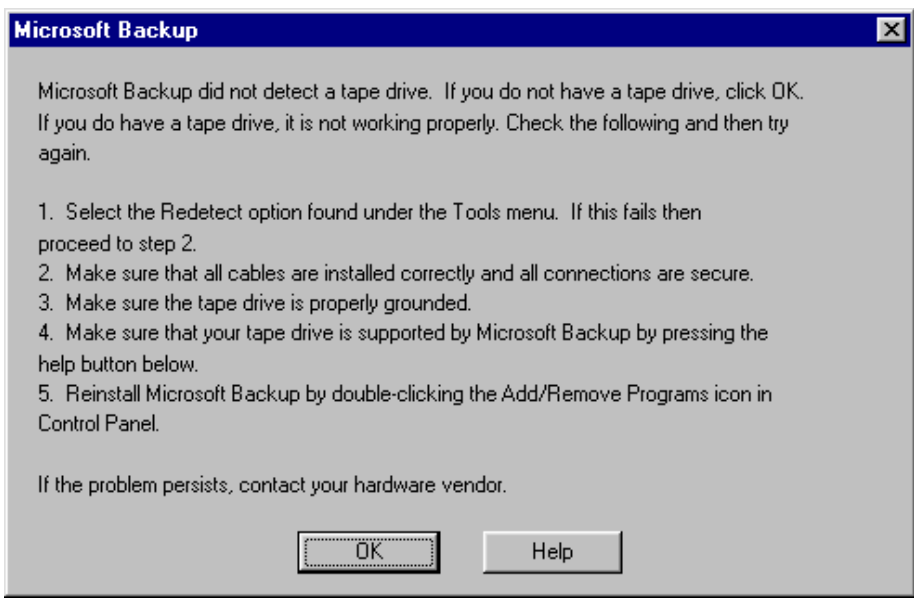 Microsoft Backup
Microsoft Backup did not detect a tape drive.  If you do not have a tape drive, click OK.
If you do have a tape drive, it is not working properly. Check the following and then try
again.
1.  Select the Redetect option found under the Tools menu.  If this fails then
proceed to step 2.
2.  Make sure that all cables are installed correctly and all connections are secure.
3.  Make sure the tape drive is properly grounded.
4.  Make sure that your tape drive is supported by Microsoft Backup by pressing the
help button below.
5.  Reinstall Microsoft Backup by double-clicking the Add/Remove Programs icon in
Control Panel.
If the problem persists, contact your hardware vendor.
OK
Help